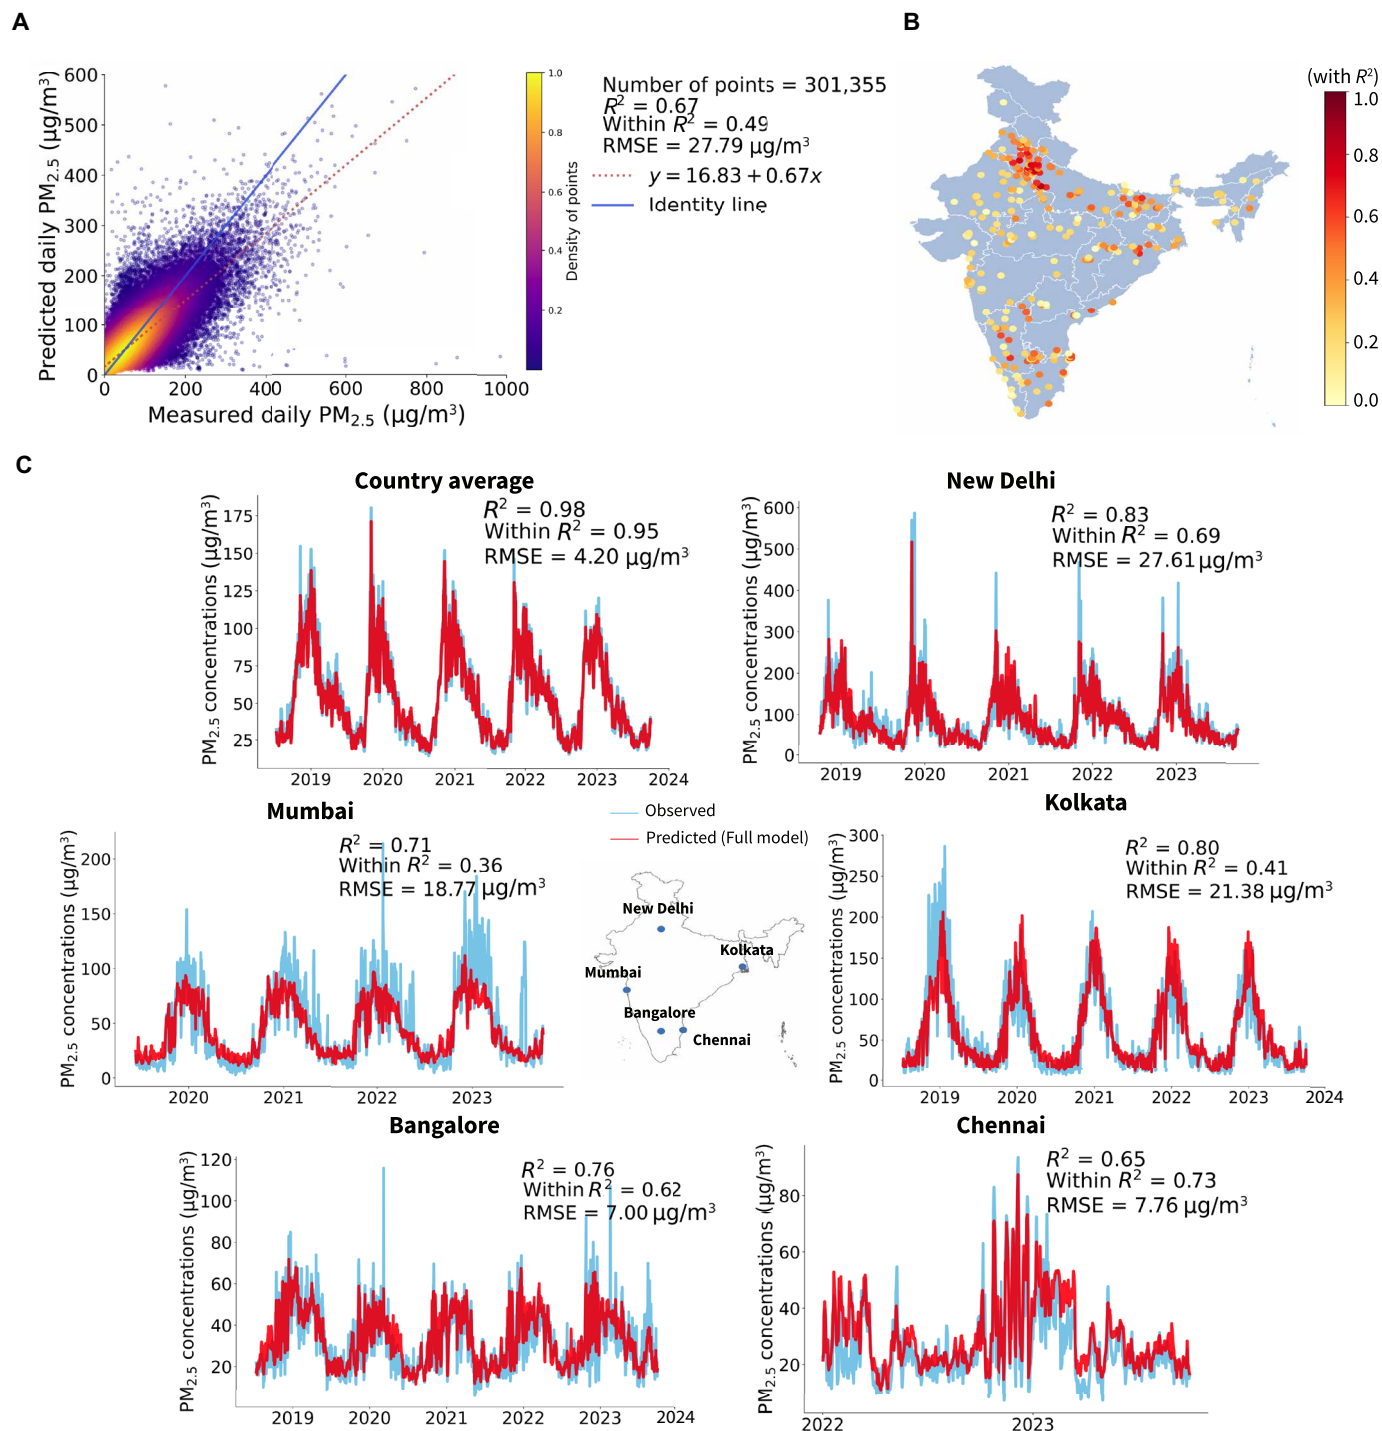 A
B
600
500
400
300
200
100
0
Predicted daily PM2.5 (μg/m³)
0
200
400
600
800
1000
Measured daily PM2.5 (μg/m³)
1.0
0.8
0.6
0.4
0.2
Density of points
Number of points = 301,355
R² = 0.67
Within R² = 0.49
RMSE = 27.79 μg/m³
y = 16.83 + 0.67x
Identity line
(with R²)
1.0
0.8
0.6
0.4
0.2
0.0
C
Country average
R² = 0.98
Within R² = 0.95
RMSE = 4.20 μg/m³
PM2.5 concentrations (μg/m³)
175
150
125
100
75
50
25
2019
2020
2021
2022
2023
2024
New Delhi
R² = 0.83
Within R² = 0.69
RMSE = 27.61 μg/m³
PM2.5 concentrations (μg/m³)
600
500
400
300
200
100
0
2019
2020
2021
2022
2023
Mumbai
R² = 0.71
Within R² = 0.36
RMSE = 18.77 μg/m³
PM2.5 concentrations (μg/m³)
200
150
100
50
0
2020
2021
2022
2023
Observed
Predicted (Full model)
New Delhi
Kolkata
Mumbai
Bangalore
Chennai
Kolkata
R² = 0.80
Within R² = 0.41
RMSE = 21.38 μg/m³
PM2.5 concentrations (μg/m³)
300
250
200
150
100
50
0
2019
2020
2021
2022
2023
2024
Bangalore
R² = 0.76
Within R² = 0.62
RMSE = 7.00 μg/m³
PM2.5 concentrations (μg/m³)
120
100
80
60
40
20
2019
2020
2021
2022
2023
2024
Chennai
R² = 0.65
Within R² = 0.73
RMSE = 7.76 μg/m³
PM2.5 concentrations (μg/m³)
80
60
40
20
2022
2023